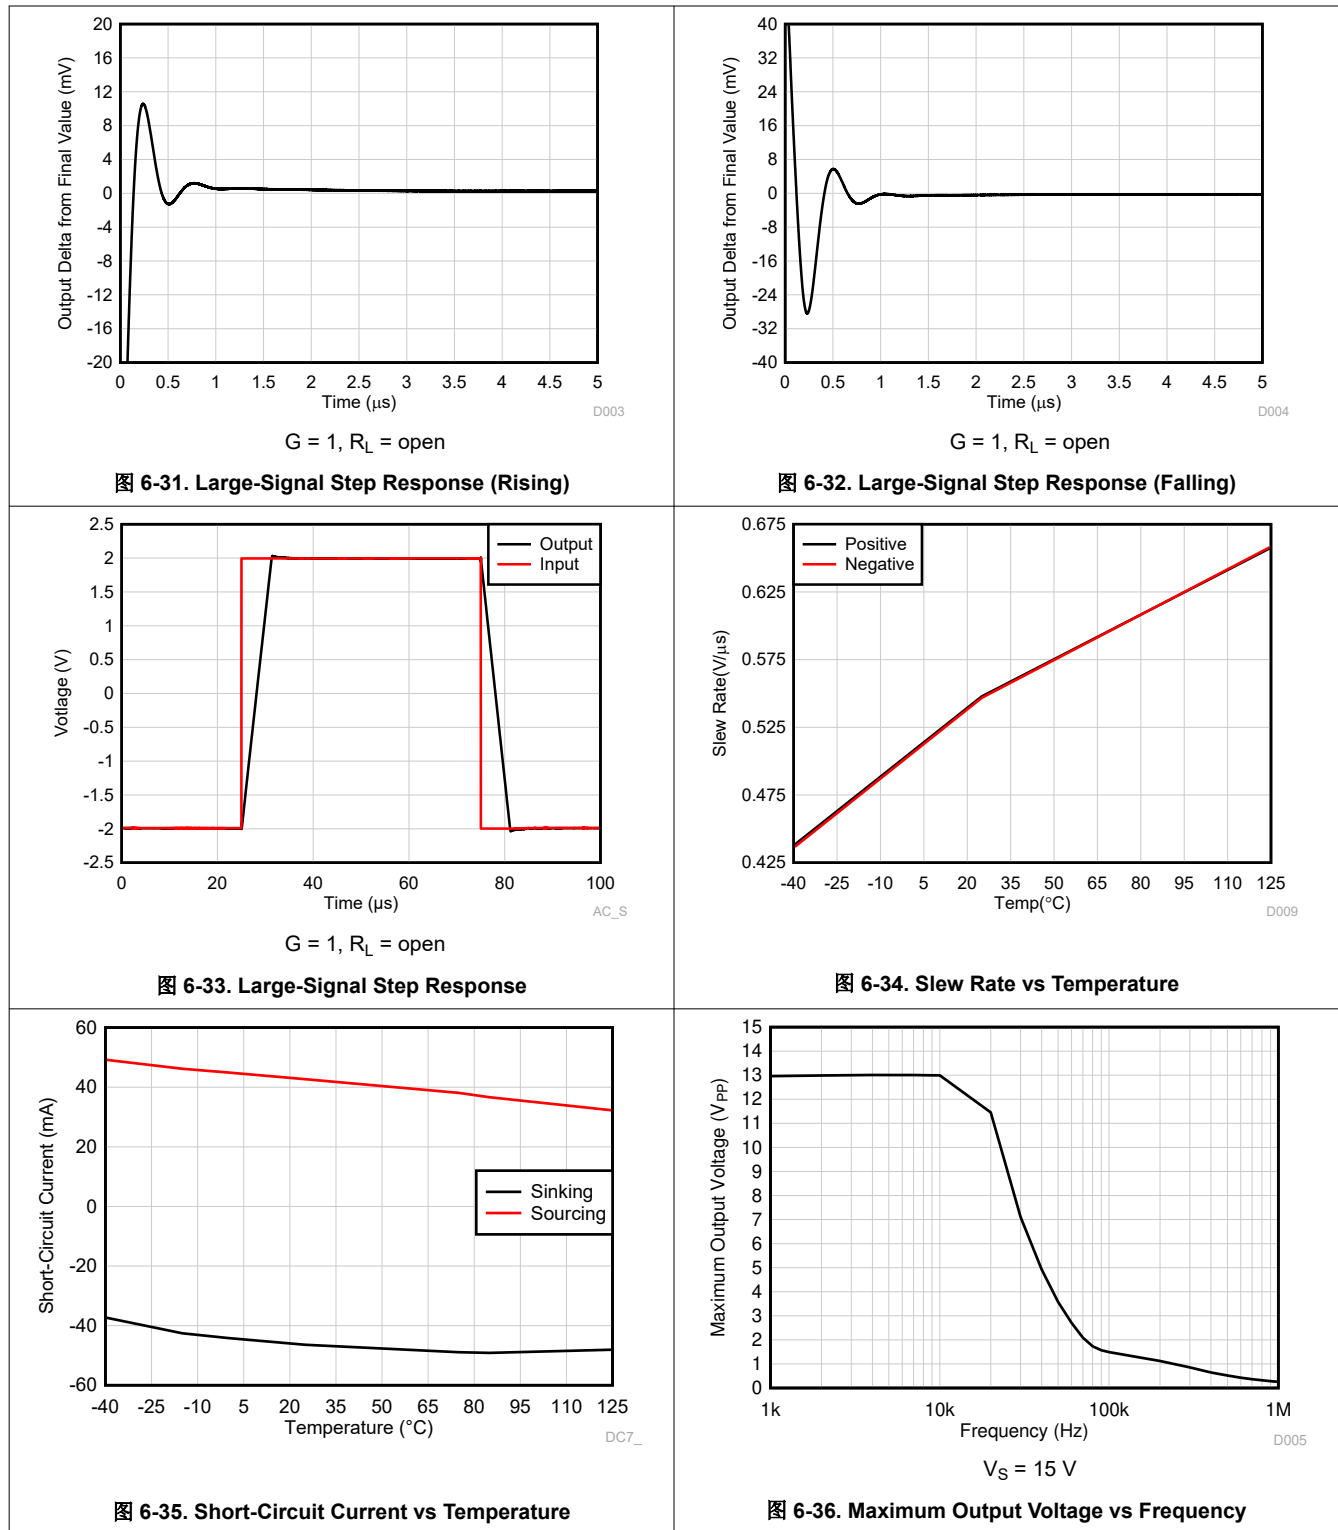 20
16
12
8
4
0
-4
-8
-12
-16
-20
Output Delta from Final Value (mV)
0 0.5 1 1.5 2 2.5 3 3.5 4 4.5 5
Time (μs)
D003
G = 1, RL = open
图 6-31. Large-Signal Step Response (Rising)
40
32
24
16
8
0
-8
-16
-24
-32
-40
Output Delta from Final Value (mV)
0 0.5 1 1.5 2 2.5 3 3.5 4 4.5 5
Time (μs)
D004
G = 1, RL = open
图 6-32. Large-Signal Step Response (Falling)
2.5
2
1.5
1
0.5
0
-0.5
-1
-1.5
-2
-2.5
Votlage (V)
Output
Input
0 20 40 60 80 100
Time (μs)
AC_S
G = 1, RL = open
图 6-33. Large-Signal Step Response
0.675
0.625
0.575
0.525
0.475
0.425
Slew Rate(V/μs)
Positive
Negative
-40 -25 -10 5 20 35 50 65 80 95 110 125
Temp(°C)
D009
图 6-34. Slew Rate vs Temperature
60
40
20
0
-20
-40
-60
Short-Circuit Current (mA)
Sinking
Sourcing
-40 -25 -10 5 20 35 50 65 80 95 110 125
Temperature (°C)
DC7_
图 6-35. Short-Circuit Current vs Temperature
15
14
13
12
11
10
9
8
7
6
5
4
3
2
1
0
Maximum Output Voltage (VPP)
1k 10k 100k 1M
Frequency (Hz)
D005
VS = 15 V
图 6-36. Maximum Output Voltage vs Frequency